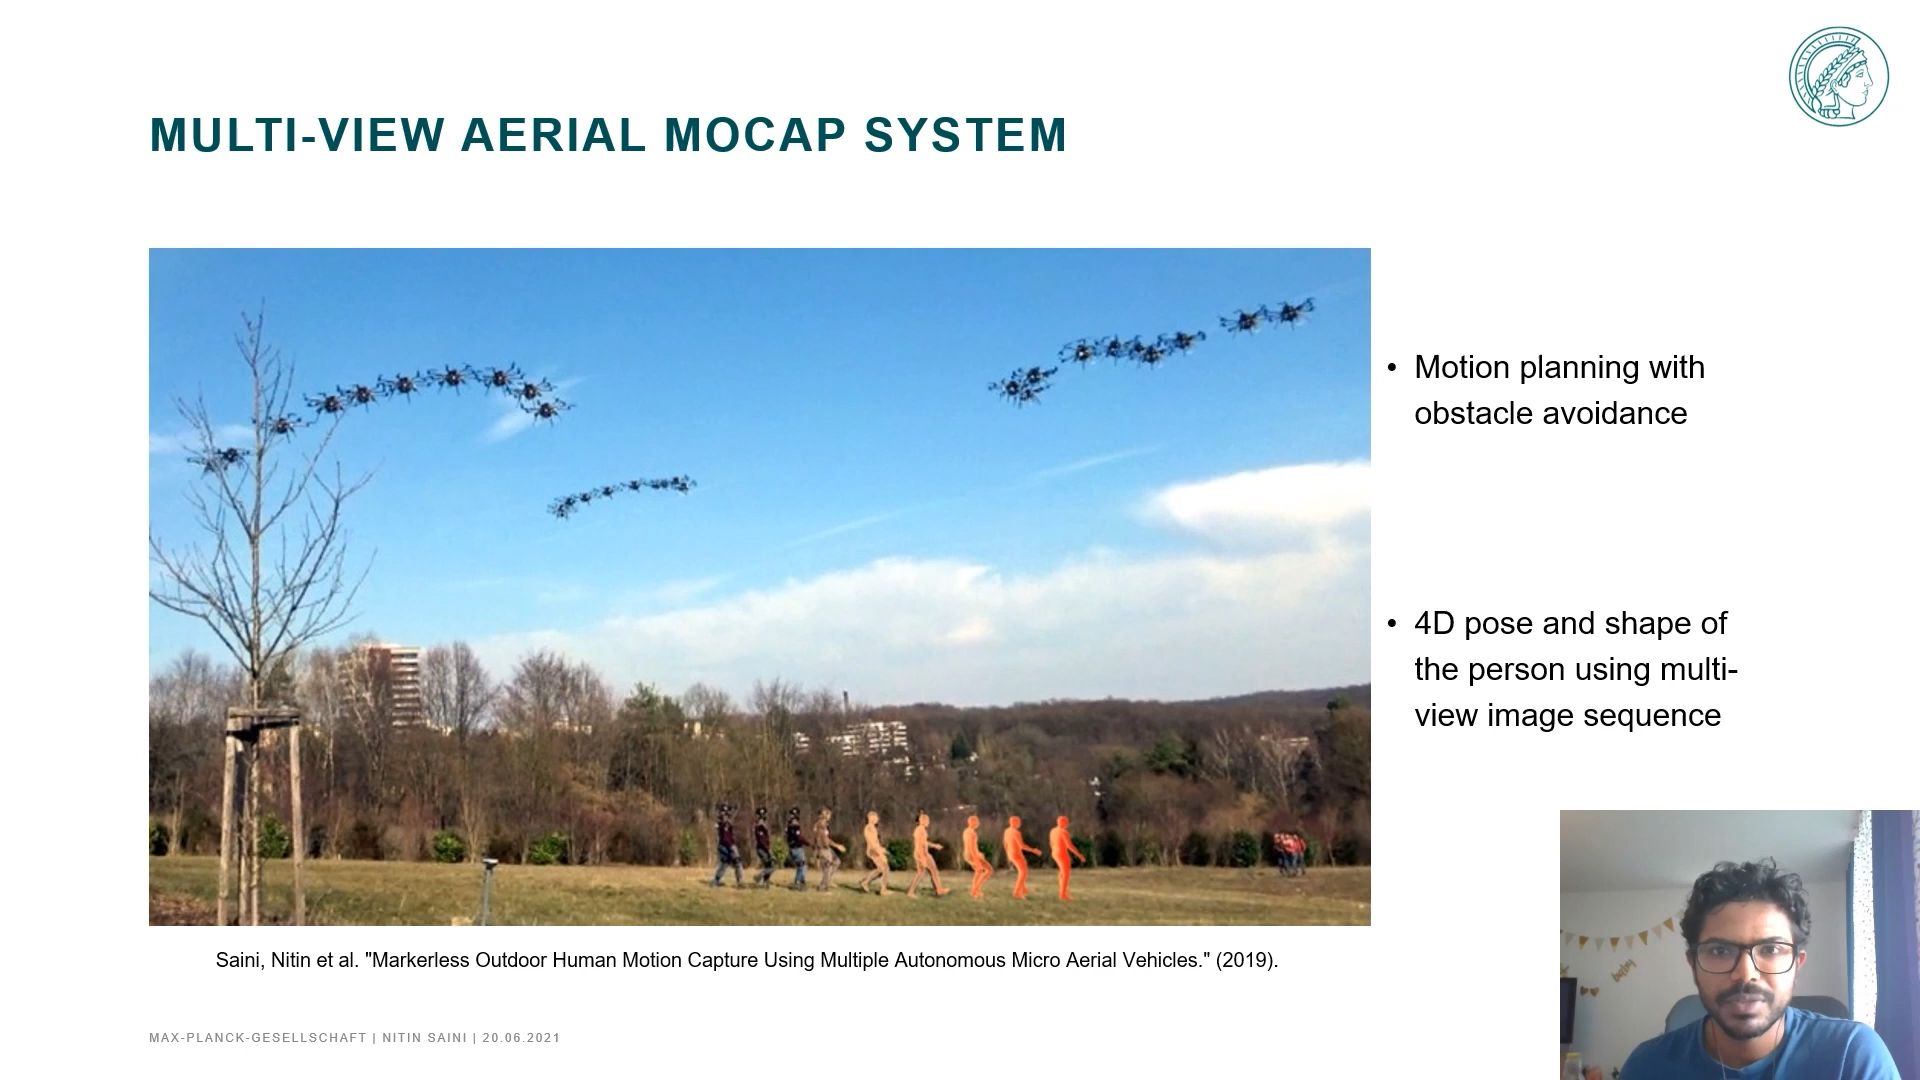 MULTI-VIEW AERIAL MOCAP SYSTEM
• Motion planning with
obstacle avoidance
• 4D pose and shape of
the person using multi-
view image sequence
Saini, Nitin et al. "Markerless Outdoor Human Motion Capture Using Multiple Autonomous Micro Aerial Vehicles." (2019).
MAX-PLANCK-GESELLSCHAFT | NITIN SAINI | 20.06.2021